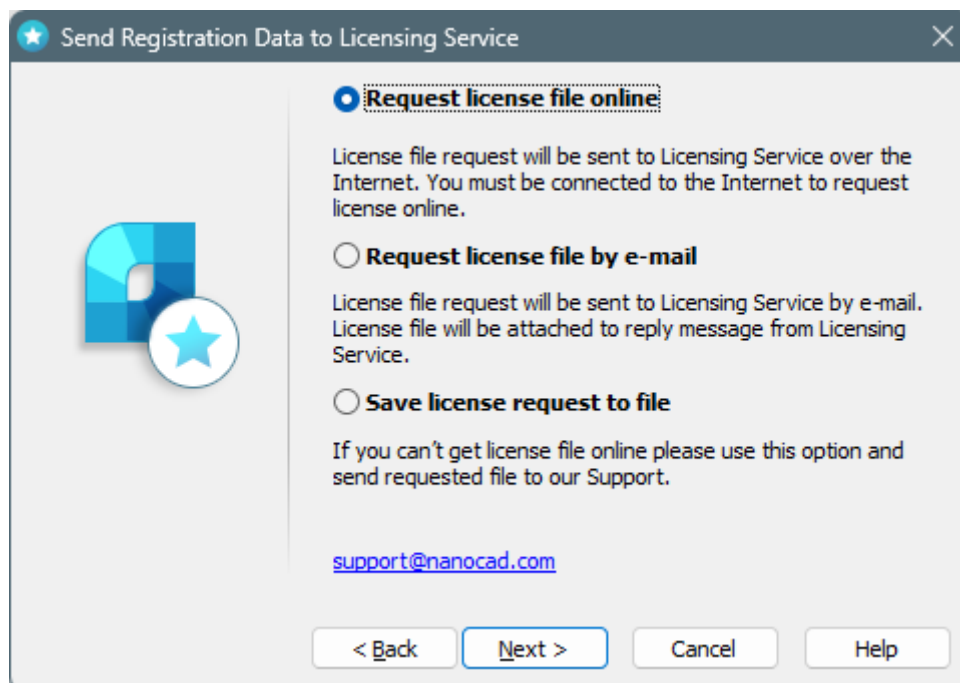 Send Registration Data to Licensing Service
Request license file online
License file request will be sent to Licensing Service over the
Internet. You must be connected to the Internet to request
license online.
Request license file by e-mail
License file request will be sent to Licensing Service by e-mail.
License file will be attached to reply message from Licensing
Service.
Save license request to file
If you can't get license file online please use this option and
send requested file to our Support.
support@nanocad.com
< Back Next > Cancel Help